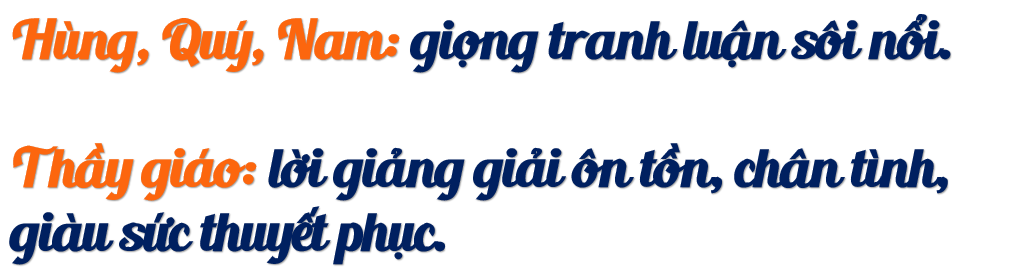 Hùng, Quý, Nam: giọng tranh luận sôi nổi.
Thầy giáo: lời giảng giải ôn tồn, chân tình,
giàu sức thuyết phục.